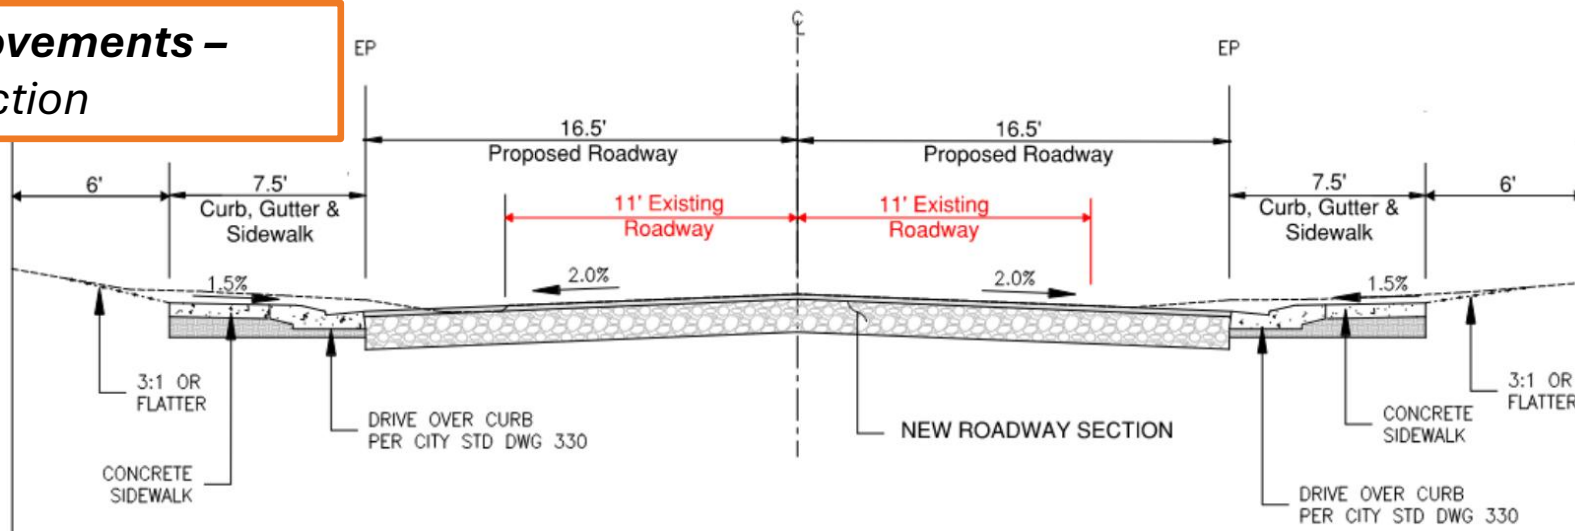 ovements –
ction
EP
℄
EP
16.5'
Proposed Roadway
16.5'
Proposed Roadway
6'
7.5'
Curb, Gutter &
Sidewalk
11' Existing
Roadway
11' Existing
Roadway
7.5'
Curb, Gutter &
Sidewalk
6'
1.5%
2.0%
2.0%
1.5%
3:1 OR
FLATTER
DRIVE OVER CURB
PER CITY STD DWG 330
CONCRETE
SIDEWALK
NEW ROADWAY SECTION
CONCRETE
SIDEWALK
3:1 OR
FLATTER
DRIVE OVER CURB
PER CITY STD DWG 330